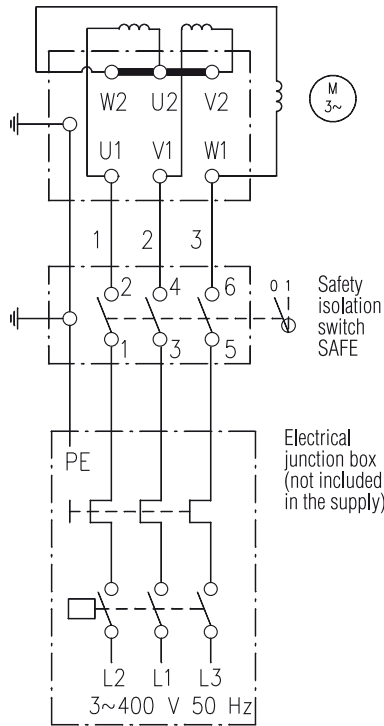 M
3~
W2 U2 V2
U1 V1 W1
1 2 3
2 4 6
0 1
Safety
isolation
switch
SAFE
1 3 5
Electrical
junction box
(not included
in the supply)
PE
L2 L1 L3
3~400 V 50 Hz